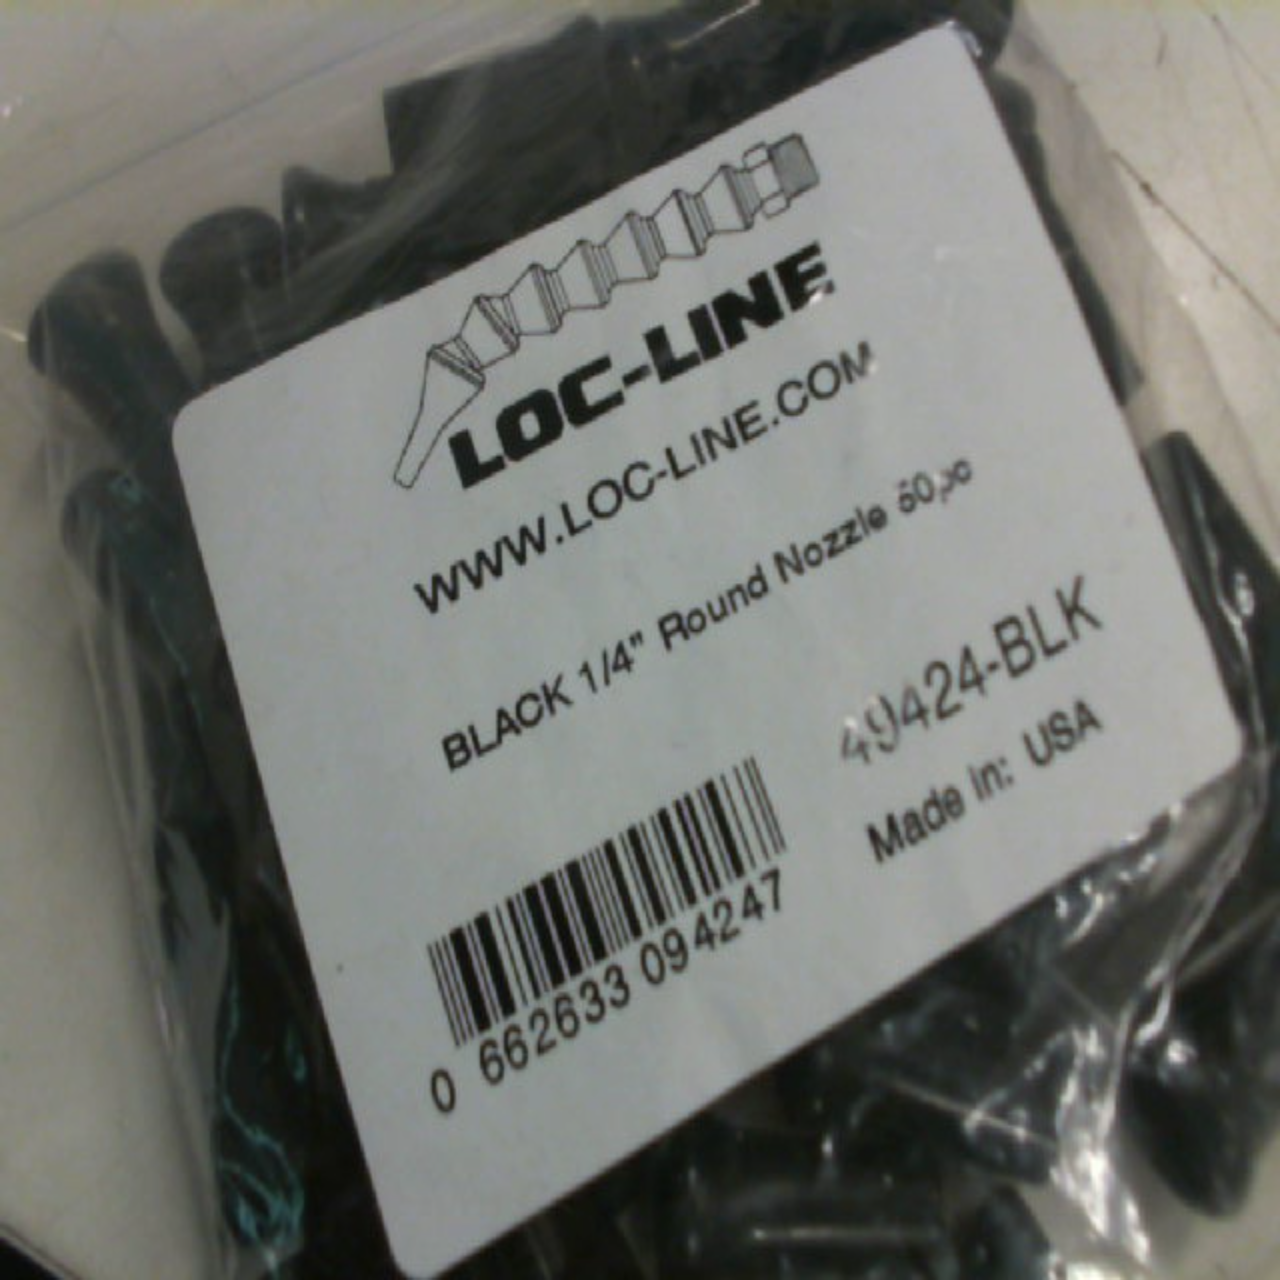 LOC-LINE
WWW.LOC-LINE.COM
BLACK 1/4" Round Nozzle
49424-BLK
Made in: USA
0 662633 094247